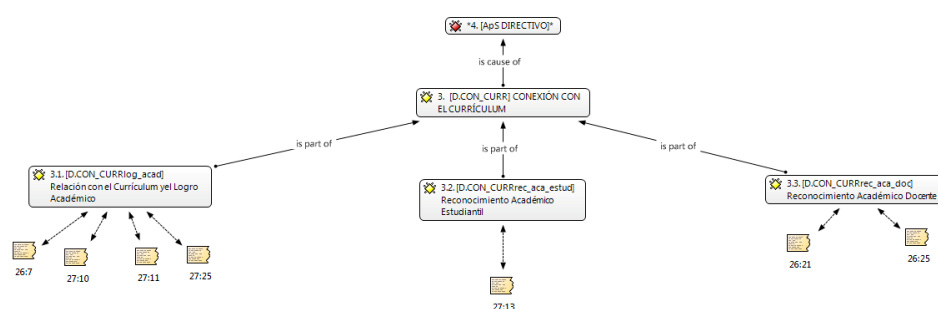 *4. [ApS DIRECTIVO]*
is cause of
3. [D.CON_CURR] CONEXIÓN CON
EL CURRÍCULUM
is part of
is part of
is part of
3.1. [D.CON_CURRlog_acad]
Relación con el Currículum yel Logro
Académico
3.2. [D.CON_CURRrec_aca_estud]
Reconocimiento Académico
Estudiantil
3.3. [D.CON_CURRrec_aca_doc]
Reconocimiento Académico Docente
26:7
27:10
27:11
27:25
27:13
26:21
26:25